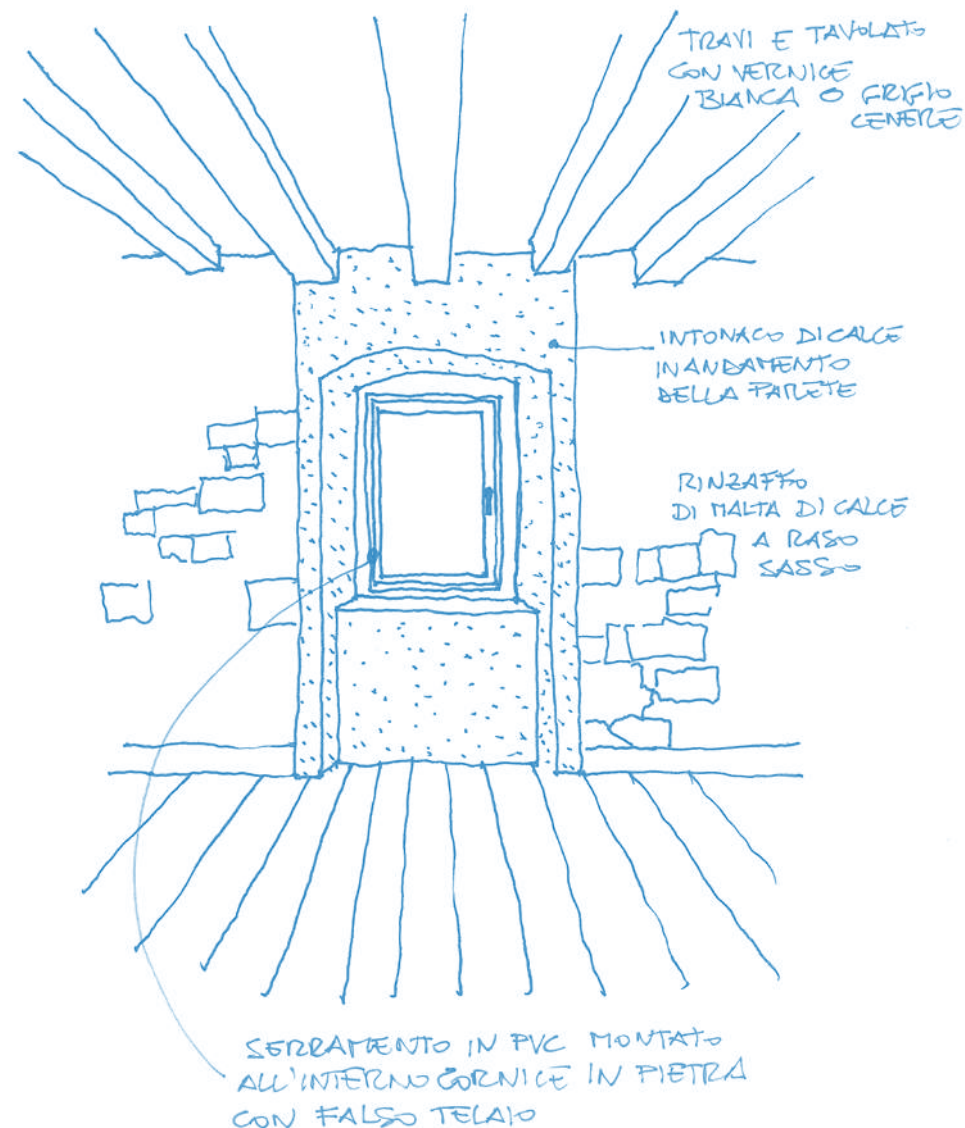 TRAVI E TAVOLATO
CON VERNICE
BIANCA O GRIGIO
CENERE
INTONACO DI CALCE
IN ANDAMENTO
DELLA PARETE
RINZAFFO
DI MALTA DI CALCE
A RASO
SASSO
SERRAMENTO IN PVC MONTATO
ALL'INTERNO CORNICE IN PIETRA
CON FALSO TELAIO